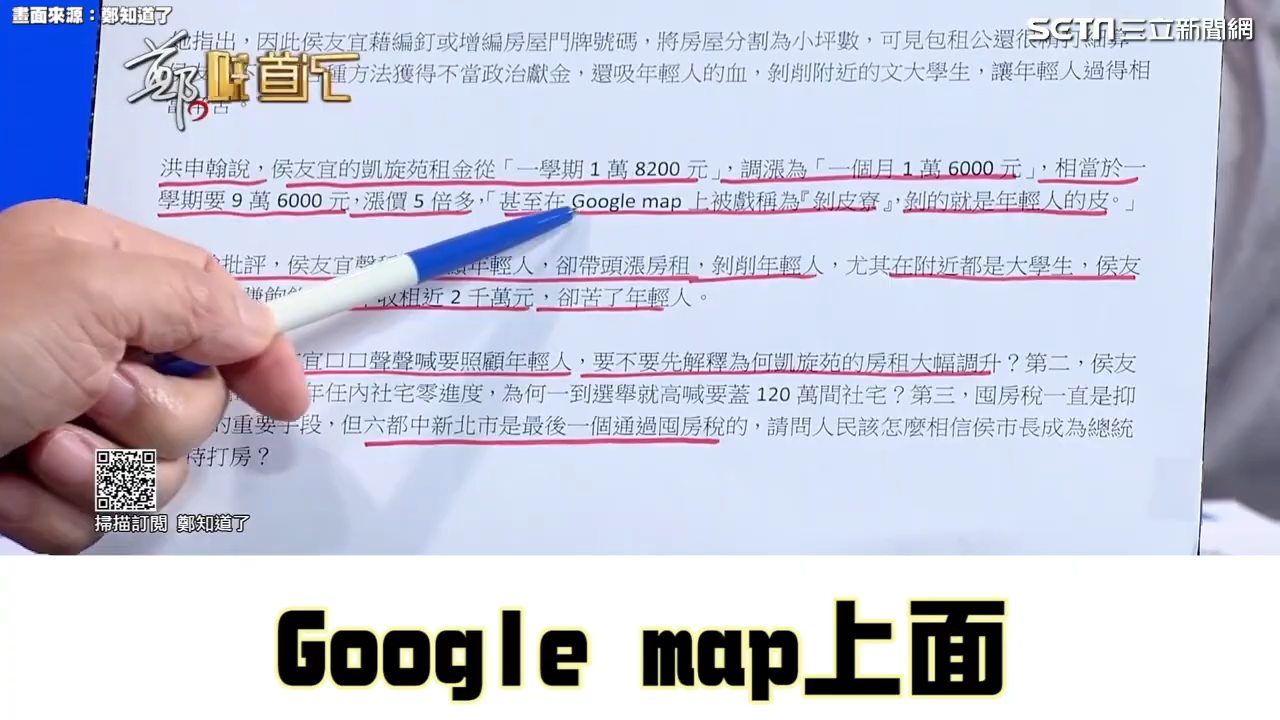 畫面來源：鄭知道了
SETN三立新聞網
他指出，因此侯友宜藉編釘或增編房屋門牌號碼，將房屋分割為小坪數，可見包租公還很
種方法獲得不當政治獻金，還吸年輕人的血，剝削附近的文大學生，讓年輕人過得相
苦。
洪申翰說，侯友宜的凱旋苑租金從「一學期 1 萬 8200 元」，調漲為「一個月 1 萬 6000 元」，相當於一
學期要 9 萬 6000 元，漲價 5 倍多，「甚至在 Google map 上被戲稱為『剝皮寮』，剝的就是年輕人的皮。」
批評，侯友宜聲 年輕人，卻帶頭漲房租，剝削年輕人，尤其在附近都是大學生，侯友
收租近 2 千萬元，卻苦了年輕人。
宜口口聲聲喊要照顧年輕人，要不要先解釋為何凱旋苑的房租大幅調升？第二，侯友
年任內社宅零進度，為何一到選舉就高喊要蓋 120 萬間社宅？第三，囤房稅一直是抑
的重要手段，但六都中新北市是最後一個通過囤房稅的，請問人民該怎麼相信侯市長成為總統
打房？
掃描訂閱 鄭知道了
Google map上面